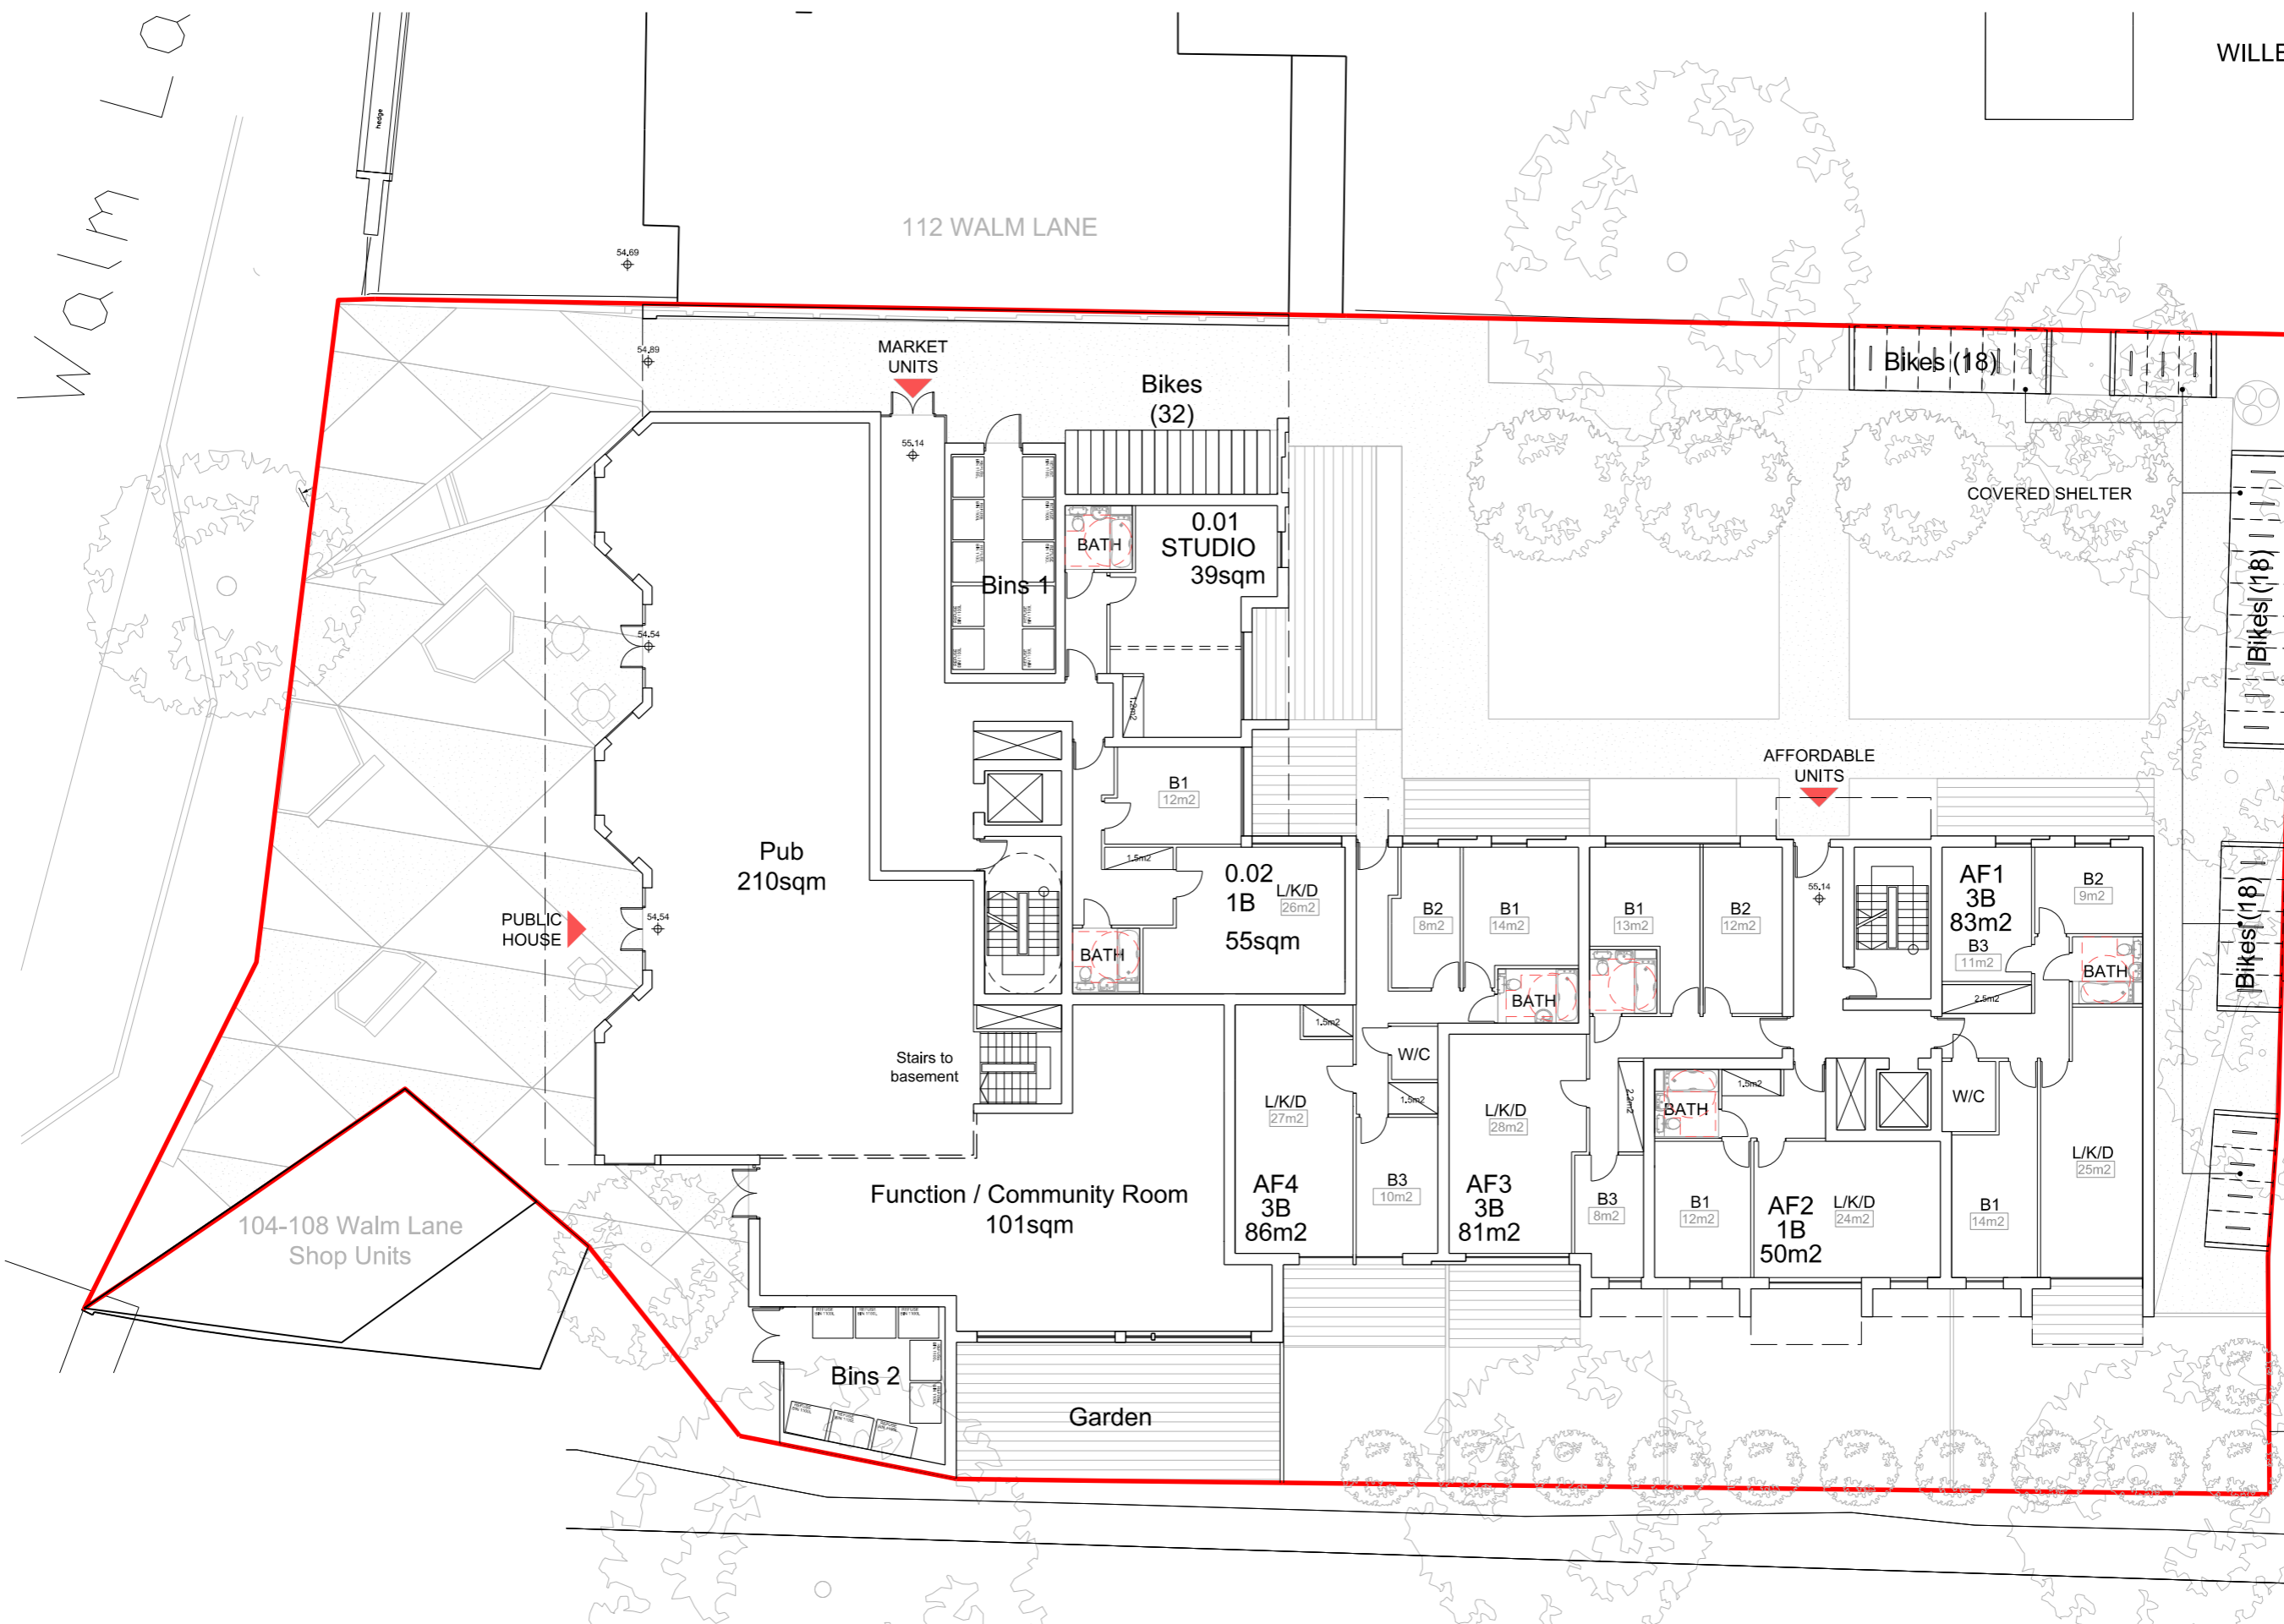 Walm La
hedge
WILLE
112 WALM LANE
54.69
54.89
MARKET
UNITS
Bikes
(32)
Bikes (18)
55.14
COVERED SHELTER
0.01
STUDIO
39sqm
BATH
Bins 1
Bikes (18)
54.54
1.2m2
AFFORDABLE
UNITS
B1
12m2
Pub
210sqm
1.5m2
0.02
1B
55sqm
L/K/D
26m2
PUBLIC
HOUSE
54.54
BATH
B2
8m2
B1
14m2
BATH
B1
13m2
B2
12m2
55.14
AF1
3B
83m2
B3
11m2
2.5m2
B2
9m2
BATH
Bikes (18)
Stairs to
basement
1.5m2
W/C
1.5m2
L/K/D
27m2
L/K/D
28m2
2.2m2
BATH
1.5m2
W/C
L/K/D
25m2
AF4
3B
86m2
B3
10m2
AF3
3B
81m2
B3
8m2
B1
12m2
AF2
1B
50m2
L/K/D
24m2
B1
14m2
Function / Community Room
101sqm
104-108 Walm Lane
Shop Units
Bins 2
Garden